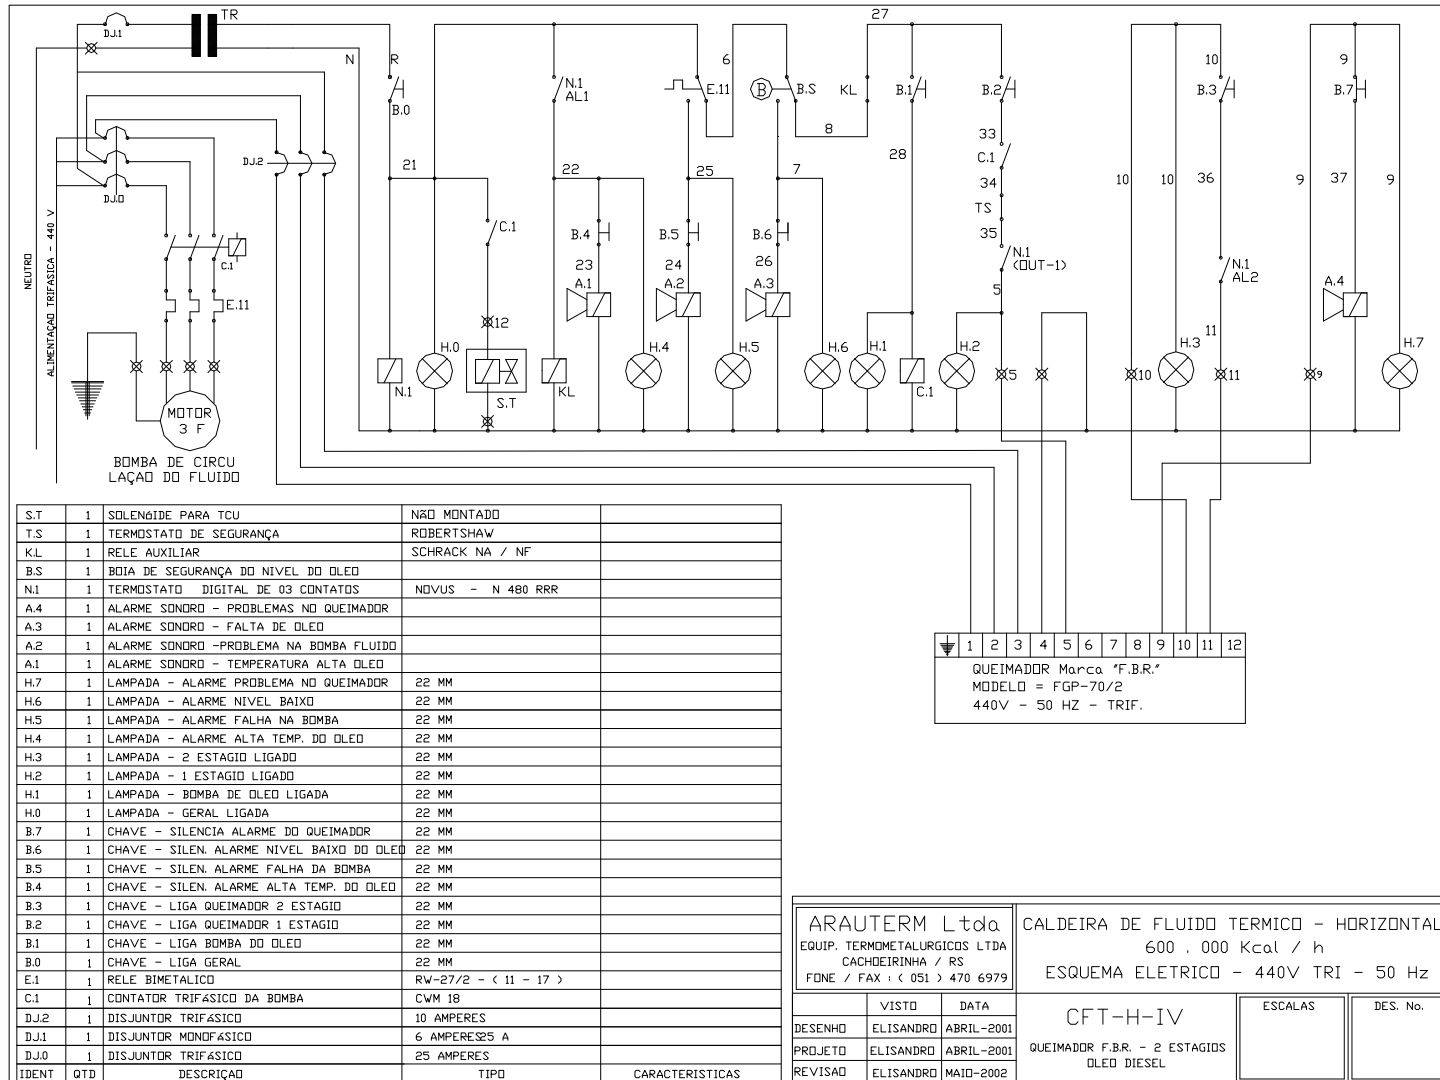 TR
DJ.1
N
R
B.0
N.1
AL1
E.11
6
B
B.S
KL
27
B.1
B.2
10
B.3
9
B.7
8
33
C.1
34
TS
35
N.1
(OUT-1)
5
21
22
25
7
28
10
10
36
9
37
9
DJ.2
DJ.0
C.1
E.11
NEUTRO
ALIMENTAÇAO TRIFASICA - 440 V
C.1
B.4
B.5
B.6
23
24
26
A.1
A.2
A.3
N.1
AL2
A.4
12
11
N.1
H.0
S.T
KL
H.4
H.5
H.6
H.1
C.1
H.2
5
10
H.3
11
9
H.7
MOTOR
3 F
BOMBA DE CIRCU
LAÇAO DO FLUIDO
S.T 1 SOLENóIDE PARA TCU NãO MONTADO
T.S 1 TERMOSTATO DE SEGURANÇA ROBERTSHAW
K.L 1 RELE AUXILIAR SCHRACK NA / NF
B.S 1 BOIA DE SEGURANÇA DO NIVEL DO OLEO
N.1 1 TERMOSTATO DIGITAL DE 03 CONTATOS NOVUS - N 480 RRR
A.4 1 ALARME SONORO - PROBLEMAS NO QUEIMADOR
A.3 1 ALARME SONORO - FALTA DE OLEO
A.2 1 ALARME SONORO -PROBLEMA NA BOMBA FLUIDO
A.1 1 ALARME SONORO - TEMPERATURA ALTA OLEO
H.7 1 LAMPADA - ALARME PROBLEMA NO QUEIMADOR 22 MM
H.6 1 LAMPADA - ALARME NIVEL BAIXO 22 MM
H.5 1 LAMPADA - ALARME FALHA NA BOMBA 22 MM
H.4 1 LAMPADA - ALARME ALTA TEMP. DO OLEO 22 MM
H.3 1 LAMPADA - 2 ESTAGIO LIGADO 22 MM
H.2 1 LAMPADA - 1 ESTAGIO LIGADO 22 MM
H.1 1 LAMPADA - BOMBA DE OLEO LIGADA 22 MM
H.0 1 LAMPADA - GERAL LIGADA 22 MM
B.7 1 CHAVE - SILENCIA ALARME DO QUEIMADOR 22 MM
B.6 1 CHAVE - SILEN. ALARME NIVEL BAIXO DO OLEO 22 MM
B.5 1 CHAVE - SILEN. ALARME FALHA DA BOMBA 22 MM
B.4 1 CHAVE - SILEN. ALARME ALTA TEMP. DO OLEO 22 MM
B.3 1 CHAVE - LIGA QUEIMADOR 2 ESTAGIO 22 MM
B.2 1 CHAVE - LIGA QUEIMADOR 1 ESTAGIO 22 MM
B.1 1 CHAVE - LIGA BOMBA DO OLEO 22 MM
B.0 1 CHAVE - LIGA GERAL 22 MM
E.1 1 RELE BIMETALICO RW-27/2 - ( 11 - 17 )
C.1 1 CONTATOR TRIFáSICO DA BOMBA CWM 18
DJ.2 1 DISJUNTOR TRIFáSICO 10 AMPERES
DJ.1 1 DISJUNTOR MONOFáSICO 6 AMPERES25 A
DJ.0 1 DISJUNTOR TRIFáSICO 25 AMPERES
IDENT QTD DESCRIÇAO TIPO CARACTERISTICAS
1 2 3 4 5 6 7 8 9 10 11 12
QUEIMADOR Marca "F.B.R."
MODELO = FGP-70/2
440V - 50 HZ - TRIF.
ARAUTERM Ltda
EQUIP. TERMOMETALURGICOS LTDA
CACHOEIRINHA / RS
FONE / FAX : ( 051 ) 470 6979
CALDEIRA DE FLUIDO TERMICO - HORIZONTAL
600 . 000 Kcal / h
ESQUEMA ELETRICO - 440V TRI - 50 Hz
VISTO DATA
DESENHO ELISANDRO ABRIL-2001
PROJETO ELISANDRO ABRIL-2001
REVISAO ELISANDRO MAIO-2002
CFT-H-IV
QUEIMADOR F.B.R. - 2 ESTAGIOS
OLEO DIESEL
ESCALAS
DES. No.